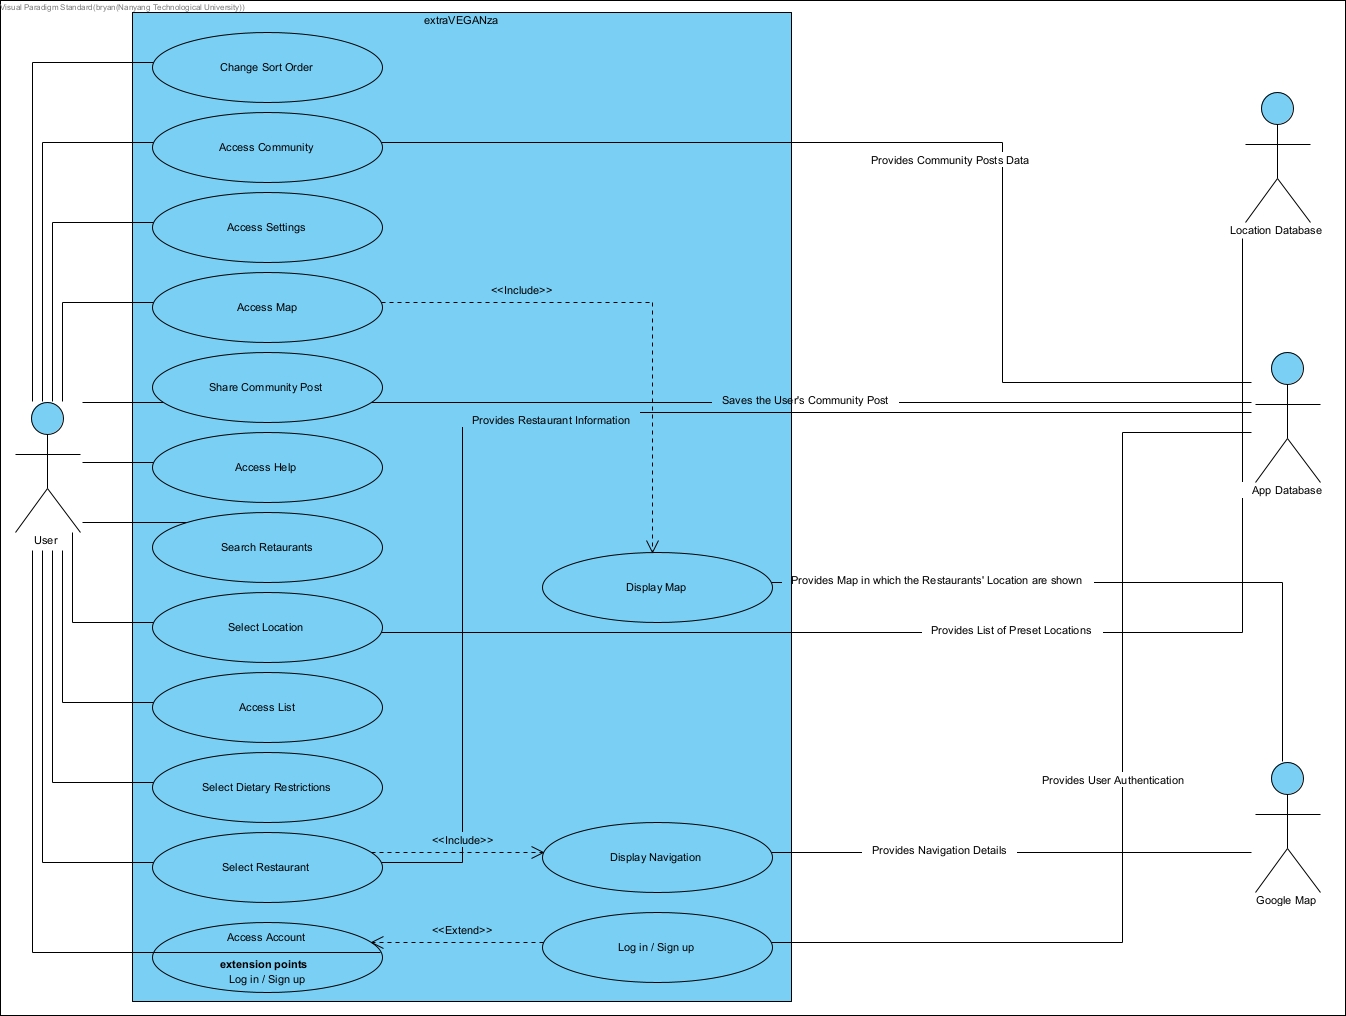 Visual Paradigm Standard(bryan(Nanyang Technological University))
extraVEGANza
Change Sort Order
Access Community
Provides Community Posts Data
Access Settings
Location Database
<<Include>>
Access Map
Share Community Post
Saves the User's Community Post
Provides Restaurant Information
Access Help
App Database
User
Search Retaurants
Display Map
Provides Map in which the Restaurants' Location are shown
Select Location
Provides List of Preset Locations
Access List
Provides User Authentication
Select Dietary Restrictions
<<Include>>
Select Restaurant
Display Navigation
Provides Navigation Details
Google Map
<<Extend>>
Access Account
Log in / Sign up
extension points
Log in / Sign up